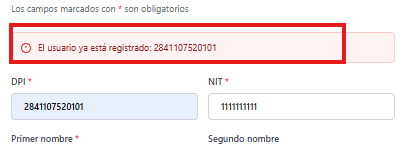 Los campos marcados con * son obligatorios
El usuario ya está registrado: 2841107520101
DPI * NIT *
2841107520101 1111111111
Primer nombre * Segundo nombre